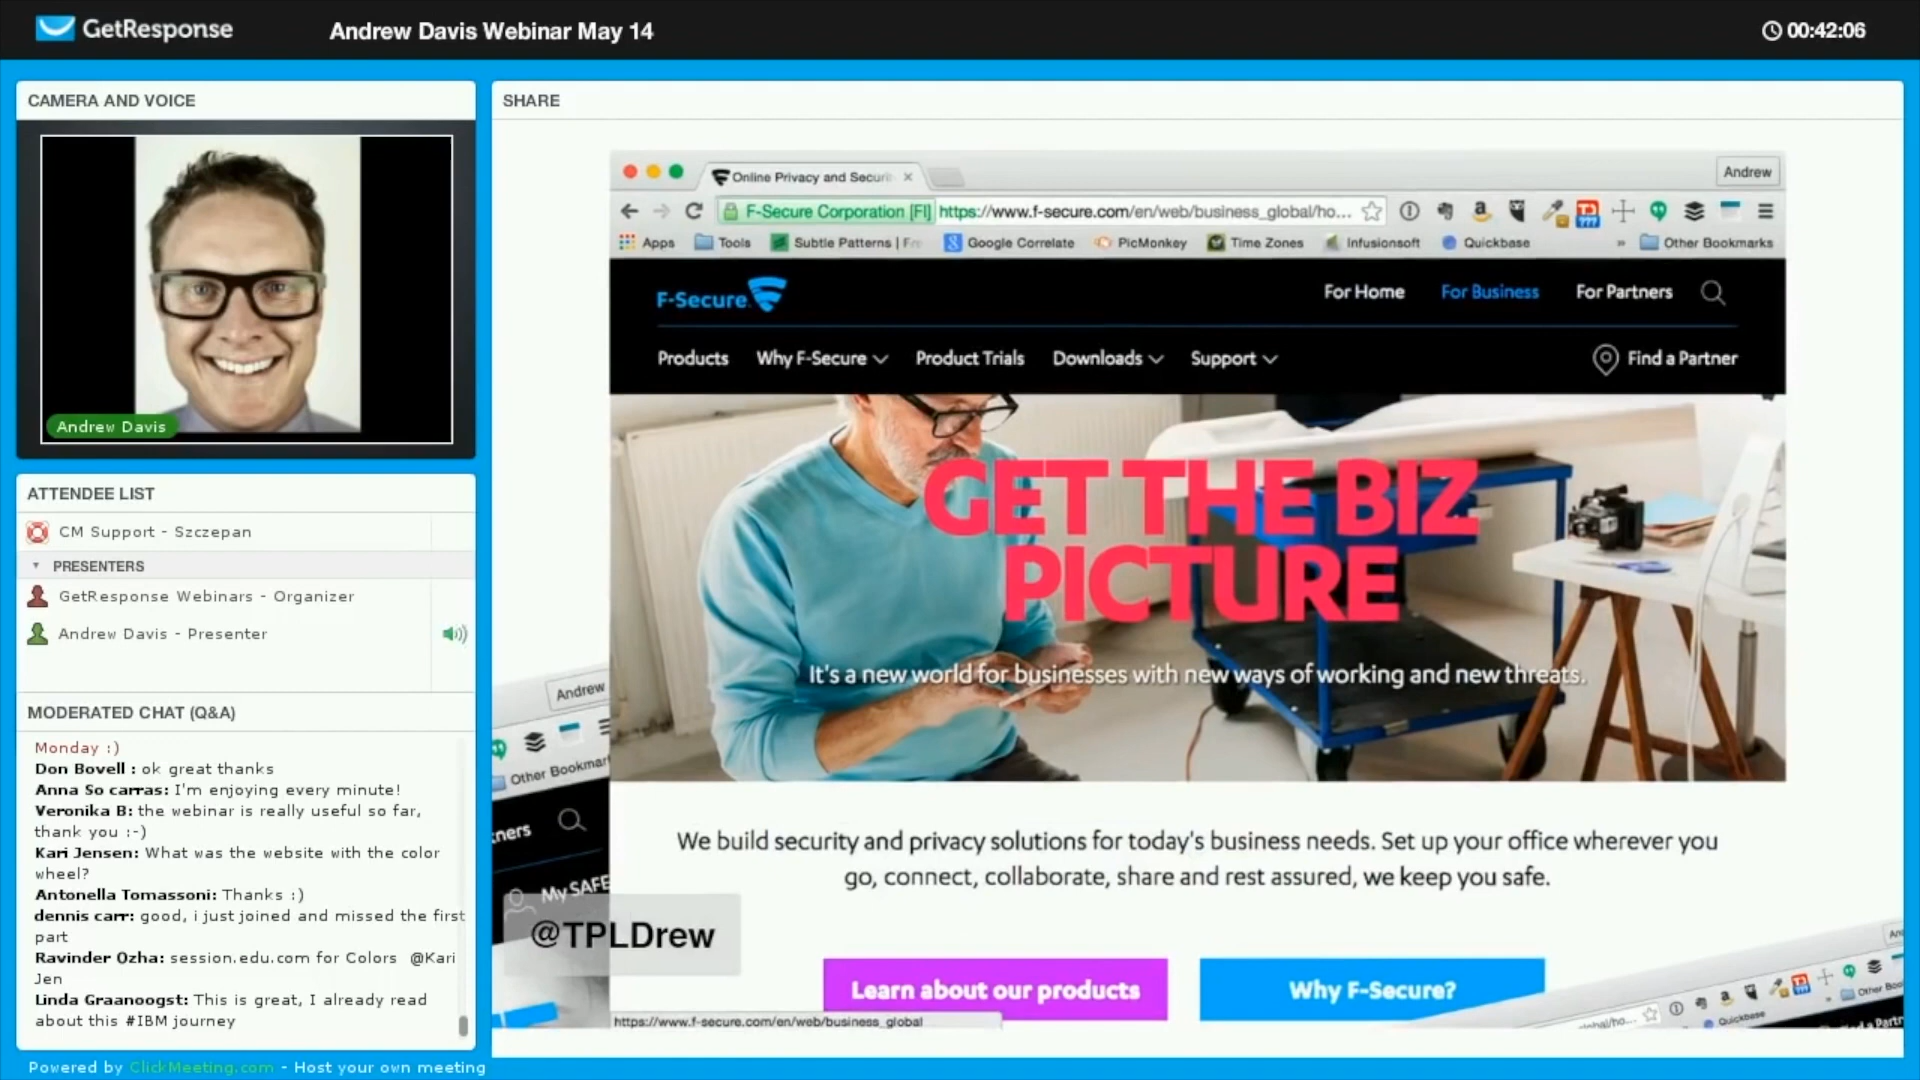 GetResponse
Andrew Davis Webinar May 14
00:42:06
CAMERA AND VOICE
Andrew Davis
ATTENDEE LIST
CM Support - Szczepan
PRESENTERS
GetResponse Webinars - Organizer
Andrew Davis - Presenter
MODERATED CHAT (Q&A)
Monday :)
Don Bovell : ok great thanks
Anna So carras: I'm enjoying every minute!
Veronika B: the webinar is really useful so far,
thank you :-)
Kari Jensen: What was the website with the color
wheel?
Antonella Tomassoni: Thanks :)
dennis carr: good, i just joined and missed the first
part
Ravinder Ozha: session.edu.com for Colors @Kari
Jen
Linda Graanoogst: This is great, I already read
about this #IBM journey
Powered by ClickMeeting.com - Host your own meeting
SHARE
Online Privacy and Securi
Andrew
F-Secure Corporation [FI] https://www.f-secure.com/en/web/business_global/ho...
Apps Tools Subtle Patterns | Fr Google Correlate PicMonkey Time Zones Infusionsoft Quickbase » Other Bookmarks
F-Secure.
For Home For Business For Partners
Products Why F-Secure Product Trials Downloads Support Find a Partner
GET THE BIZ
PICTURE
It's a new world for businesses with new ways of working and new threats.
Andrew
Other Bookmar
tners
My SAFE
We build security and privacy solutions for today's business needs. Set up your office wherever you
go, connect, collaborate, share and rest assured, we keep you safe.
@TPLDrew
Learn about our products Why F-Secure?
https://www.f-secure.com/en/web/business_global
Quickbase
Other Boo